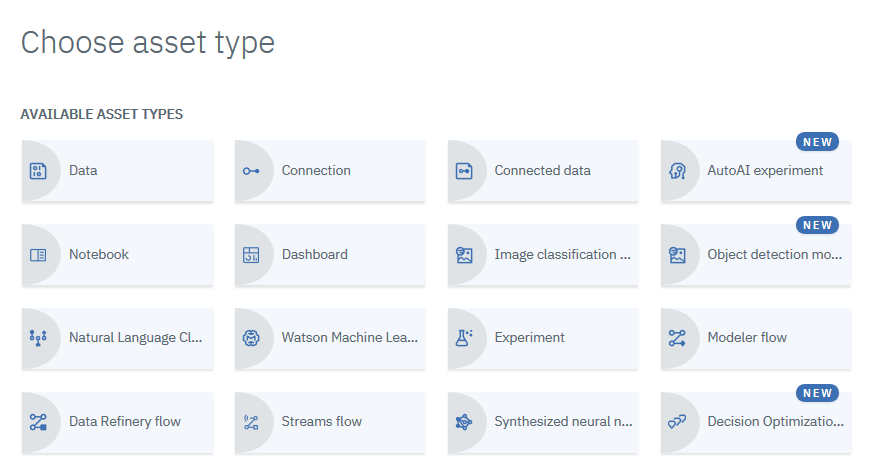 Choose asset type
AVAILABLE ASSET TYPES
NEW
Data
Connection
Connected data
AutoAI experiment
NEW
Notebook
Dashboard
Image classification ...
Object detection mo...
Natural Language Cl...
Watson Machine Lea...
Experiment
Modeler flow
NEW
Data Refinery flow
Streams flow
Synthesized neural n...
Decision Optimizatio...